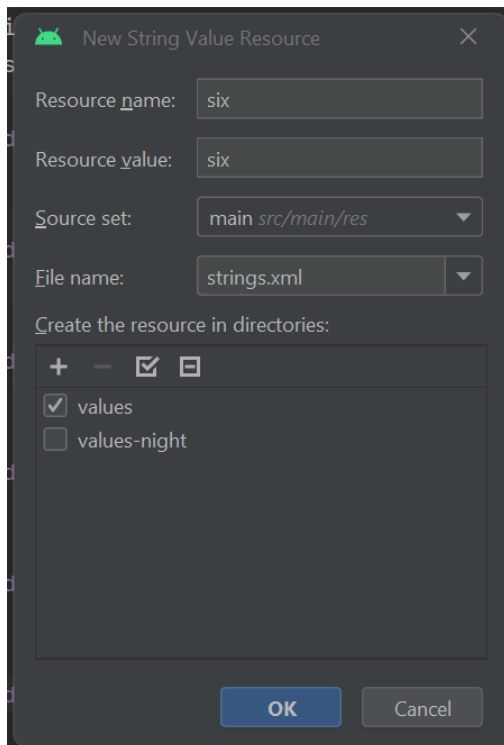 New String Value Resource
Resource name: six
Resource value: six
Source set: main src/main/res
File name: strings.xml
Create the resource in directories:
values
values-night
OK Cancel